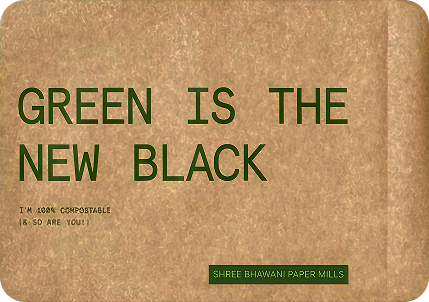 GREEN IS THE
NEW BLACK
I'M 100% COMPOSTABLE
(& SO ARE YOU!)
SHREE BHAWANI PAPER MILLS